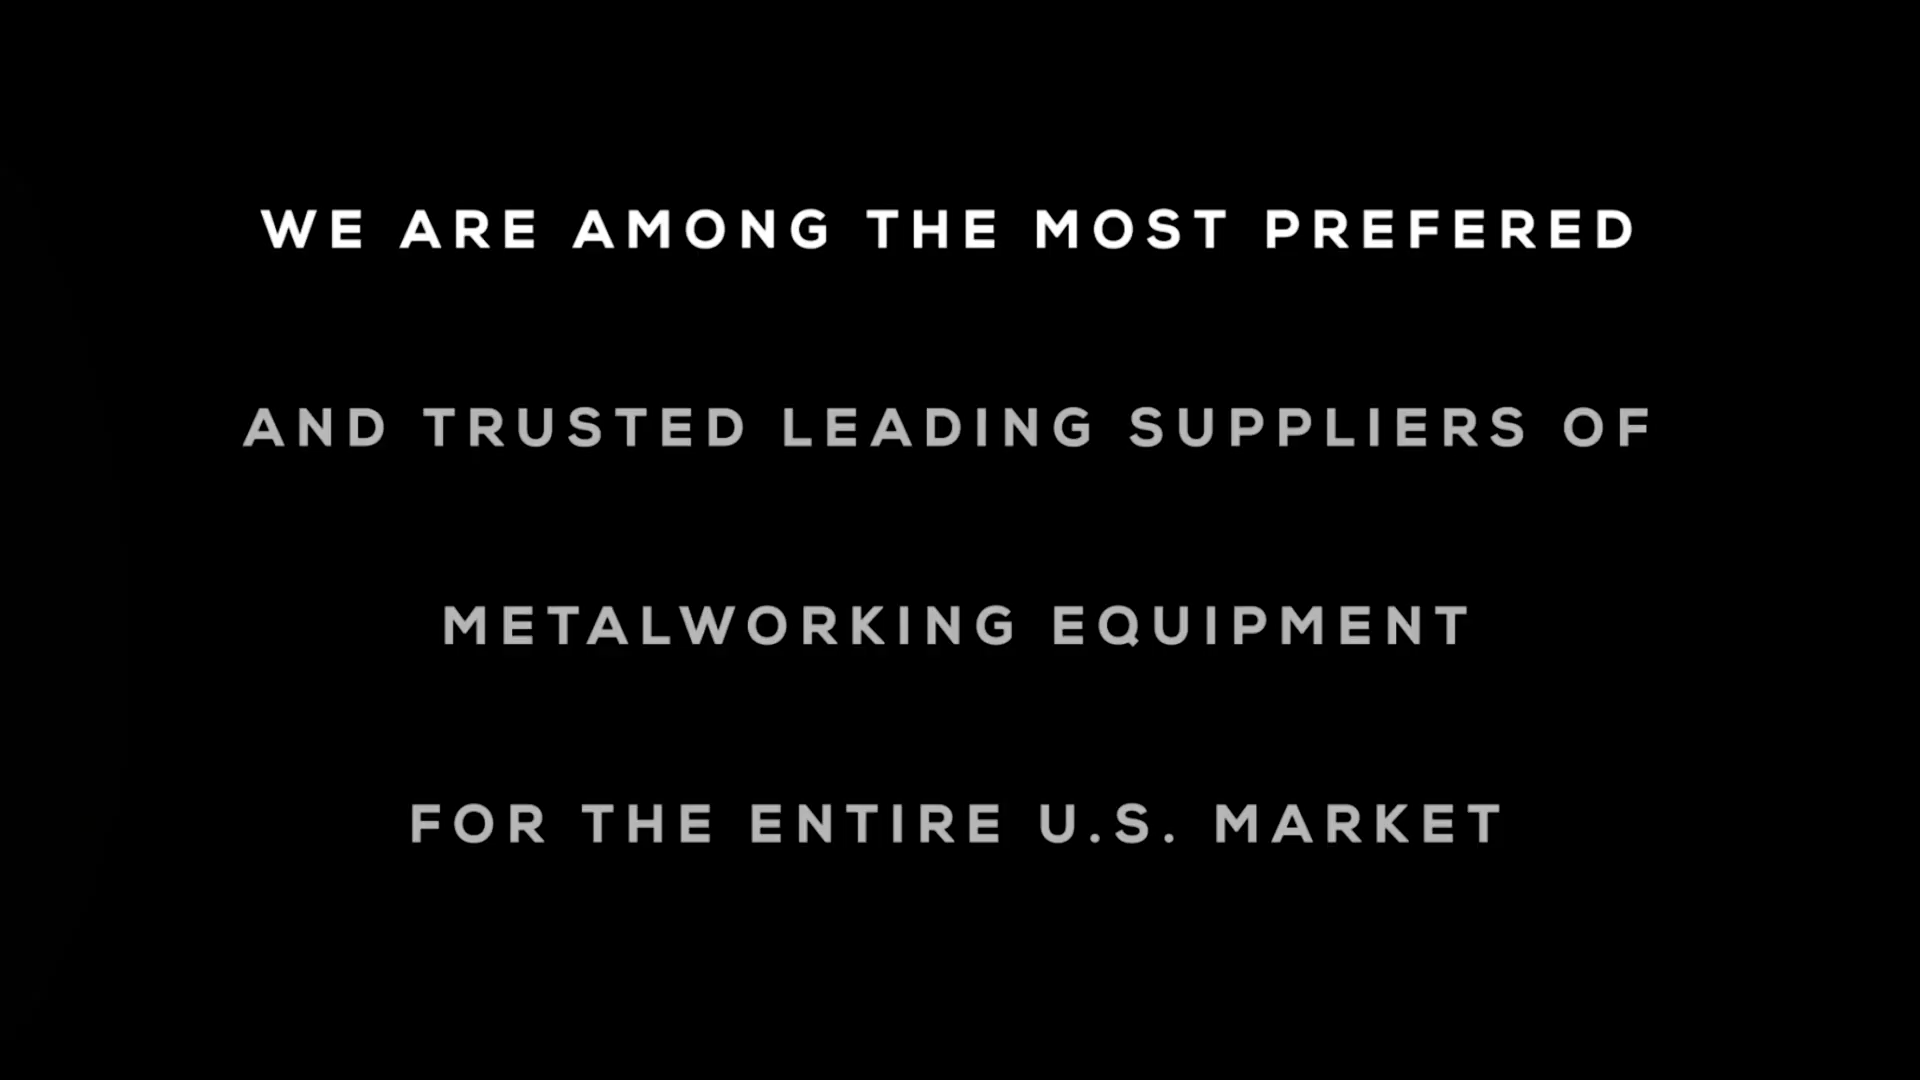 WE ARE AMONG THE MOST PREFERED
AND TRUSTED LEADING SUPPLIERS OF
METALWORKING EQUIPMENT
FOR THE ENTIRE U.S. MARKET